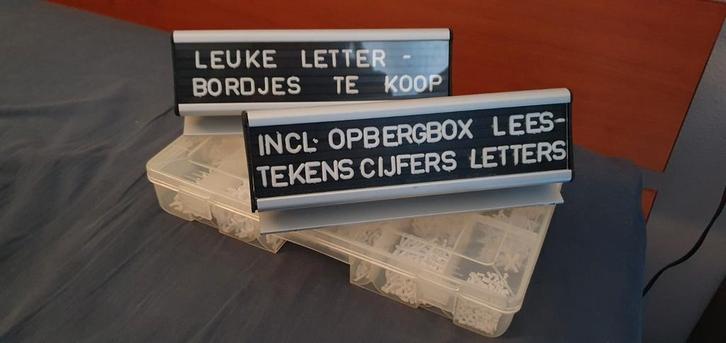 LEUKE LETTER -
BORDJES TE KOOP
INCL. OPBERGBOX LEES-
TEKENS CIJFERS LETTERS